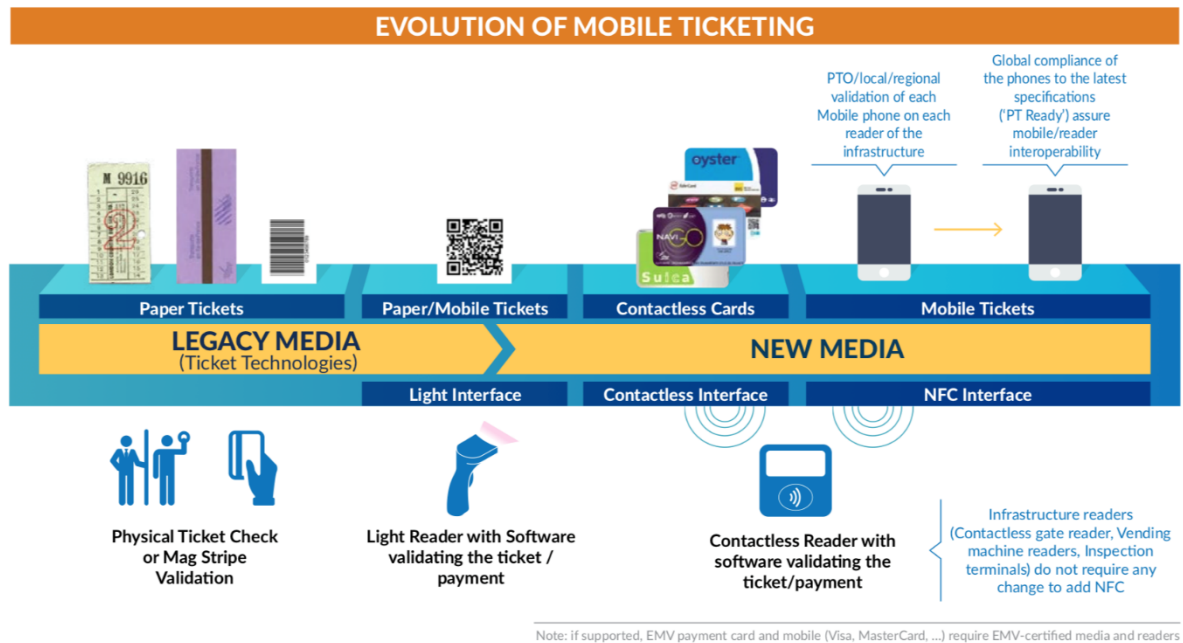 EVOLUTION OF MOBILE TICKETING
PTO/local/regional
validation of each
Mobile phone on each
reader of the
infrastructure
Global compliance of
the phones to the latest
specifications
(‘PT Ready’) assure
mobile/reader
interoperability
M 9916
2
oyster
NAVIGO
Suica
Paper Tickets
Paper/Mobile Tickets
Contactless Cards
Mobile Tickets
LEGACY MEDIA
(Ticket Technologies)
NEW MEDIA
Light Interface
Contactless Interface
NFC Interface
Physical Ticket Check
or Mag Stripe
Validation
Light Reader with Software
validating the ticket /
payment
Contactless Reader with
software validating the
ticket/payment
Infrastructure readers
(Contactless gate reader, Vending
machine readers, Inspection
terminals) do not require any
change to add NFC
Note: if supported, EMV payment card and mobile (Visa, MasterCard, ...) require EMV-certified media and readers